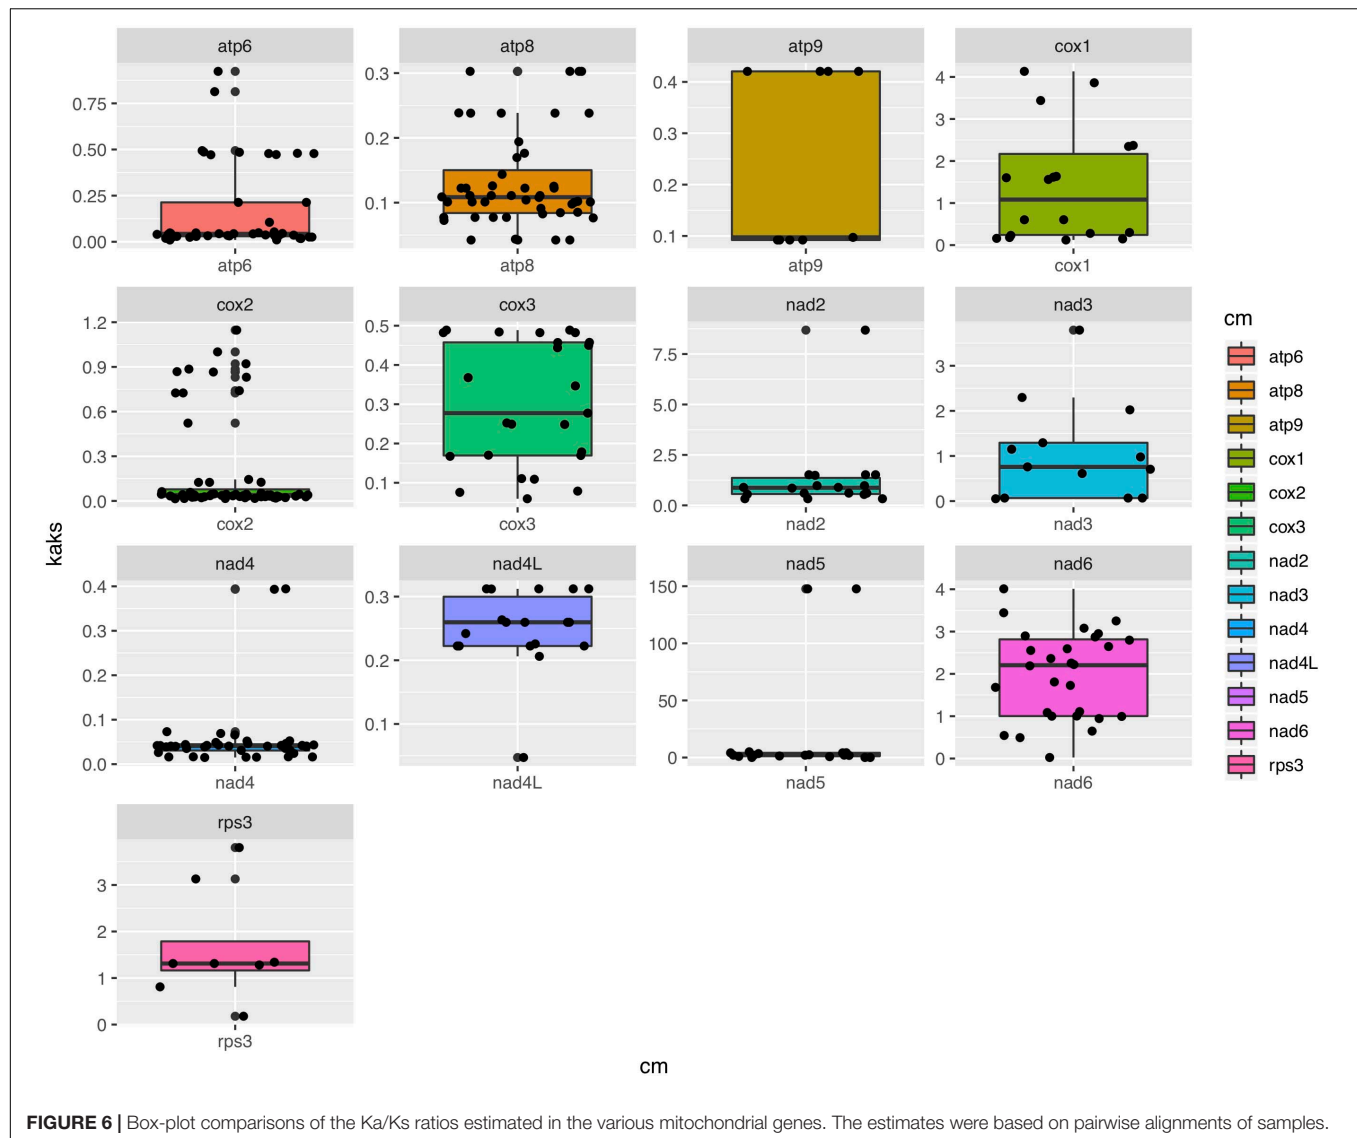 atp6 atp8 atp9 cox1
0.75
0.50
0.25
0.00
0.3
0.2
0.1
0.4
0.3
0.2
0.1
4
3
2
1
0
atp6 atp8 atp9 cox1
cox2 cox3 nad2 nad3
1.2
0.9
0.6
0.3
0.0
0.5
0.4
0.3
0.2
0.1
7.5
5.0
2.5
0.0
3
2
1
0
cox2 cox3 nad2 nad3
kaks
nad4 nad4L nad5 nad6
0.4
0.3
0.2
0.1
0.0
0.3
0.2
0.1
150
100
50
0
4
3
2
1
0
nad4 nad4L nad5 nad6
rps3
3
2
1
0
rps3
cm
cm
atp6
atp8
atp9
cox1
cox2
cox3
nad2
nad3
nad4
nad4L
nad5
nad6
rps3
FIGURE 6 | Box-plot comparisons of the Ka/Ks ratios estimated in the various mitochondrial genes. The estimates were based on pairwise alignments of samples.